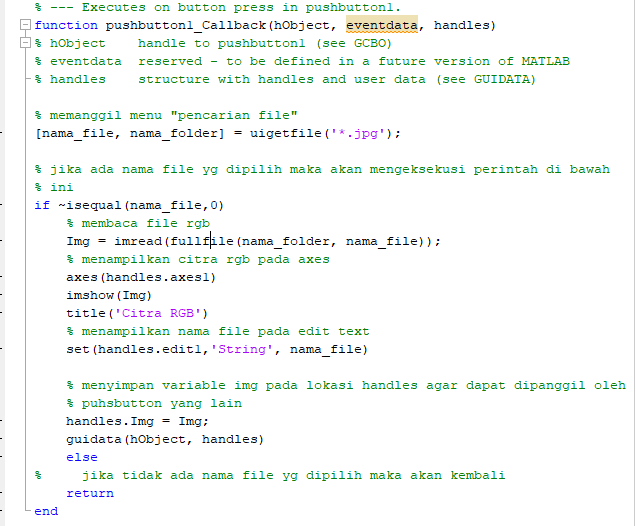 % --- Executes on button press in pushbutton1.
function pushbutton1_Callback(hObject, eventdata, handles)
% hObject    handle to pushbutton1 (see GCBO)
% eventdata  reserved - to be defined in a future version of MATLAB
% handles    structure with handles and user data (see GUIDATA)

% memanggil menu "pencarian file"
[nama_file, nama_folder] = uigetfile('*.jpg');

% jika ada nama file yg dipilih maka akan mengeksekusi perintah di bawah
% ini
if ~isequal(nama_file,0)
    % membaca file rgb
    Img = imread(fullfile(nama_folder, nama_file));
    % menampilkan citra rgb pada axes
    axes(handles.axes1)
    imshow(Img)
    title('Citra RGB')
    % menampilkan nama file pada edit text
    set(handles.edit1,'String', nama_file)

    % menyimpan variable img pada lokasi handles agar dapat dipanggil oleh
    % puhsbutton yang lain
    handles.Img = Img;
    guidata(hObject, handles)
    else
%     jika tidak ada nama file yg dipilih maka akan kembali
    return
end